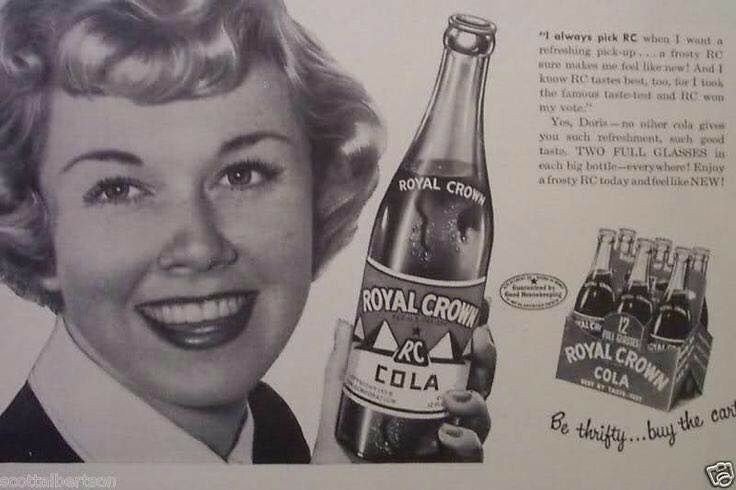 "I always pick RC when I want a
refreshing pick-up . . . a frosty RC
sure makes me feel like new! And I
know RC tastes best, too, for I took
the famous taste-test and RC won
my vote."
Yes, Doris—no other cola gives
you such refreshment, such good
taste. TWO FULL GLASSES in
each big bottle—everywhere! Enjoy
a frosty RC today and feel like NEW!
ROYAL CROWN
ROYAL CROWN
RC
COLA
Guaranteed by
Good Housekeeping
12
FULL GLASSES
ROYAL CROWN
COLA
BEST BY TASTE-TEST
Be thrifty...buy the cart
scottalbertson